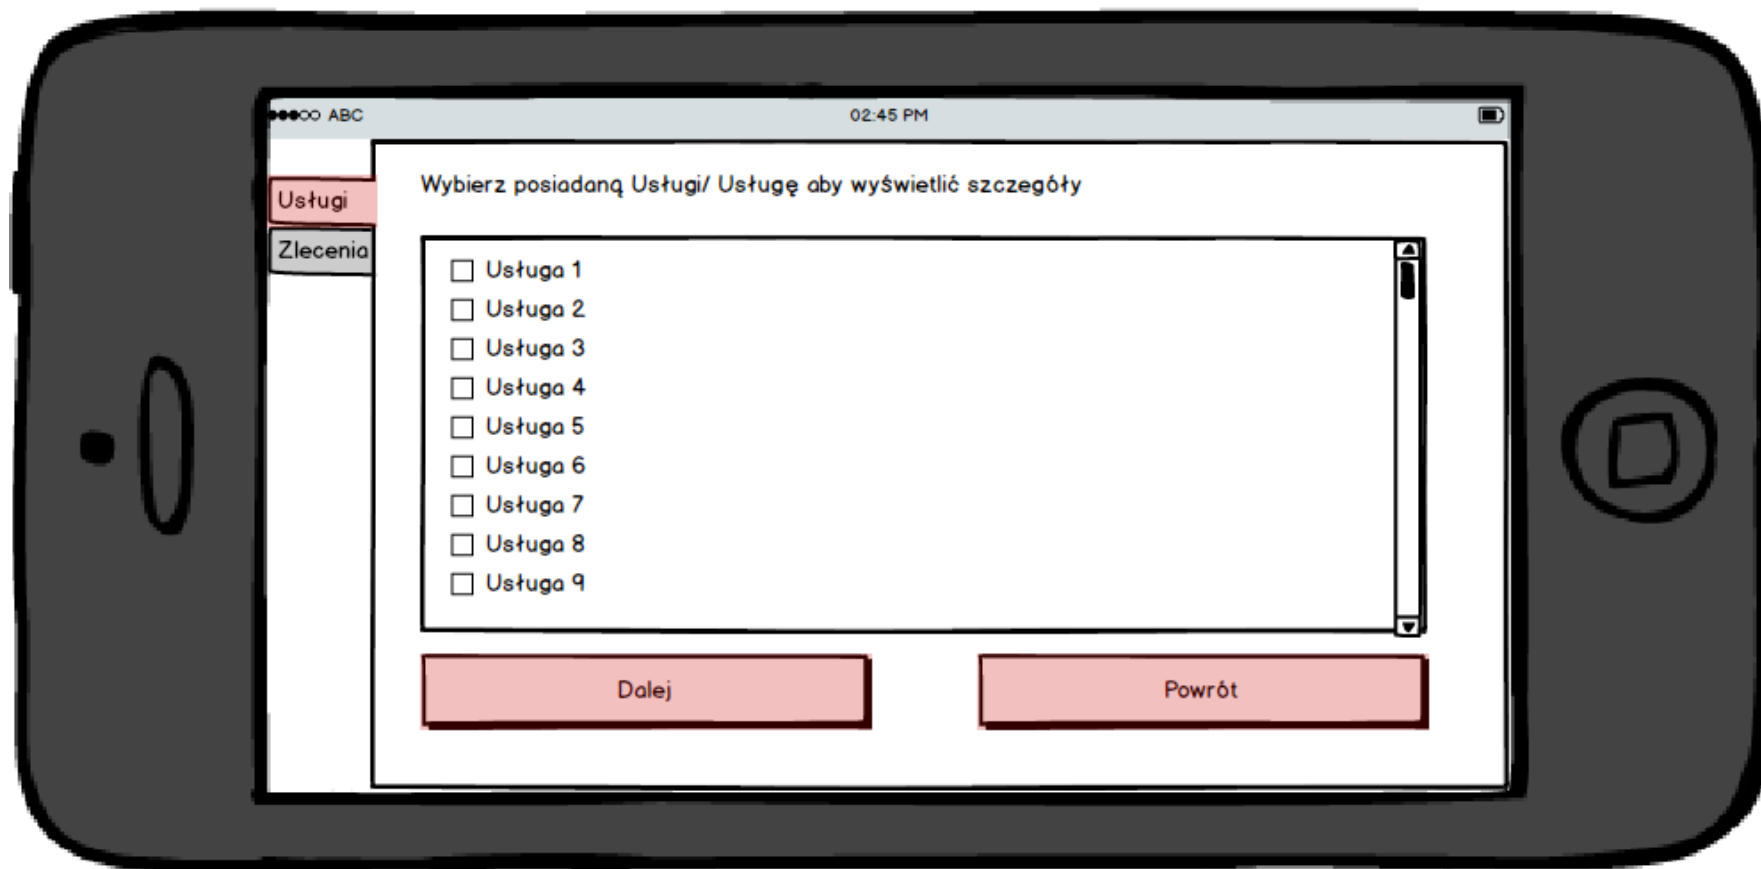 ABC 02:45 PM
Usługi
Zlecenia
Wybierz posiadaną Usługi/ Usługę aby wyświetlić szczegóły
Usługa 1
Usługa 2
Usługa 3
Usługa 4
Usługa 5
Usługa 6
Usługa 7
Usługa 8
Usługa 9
Dalej Powrót